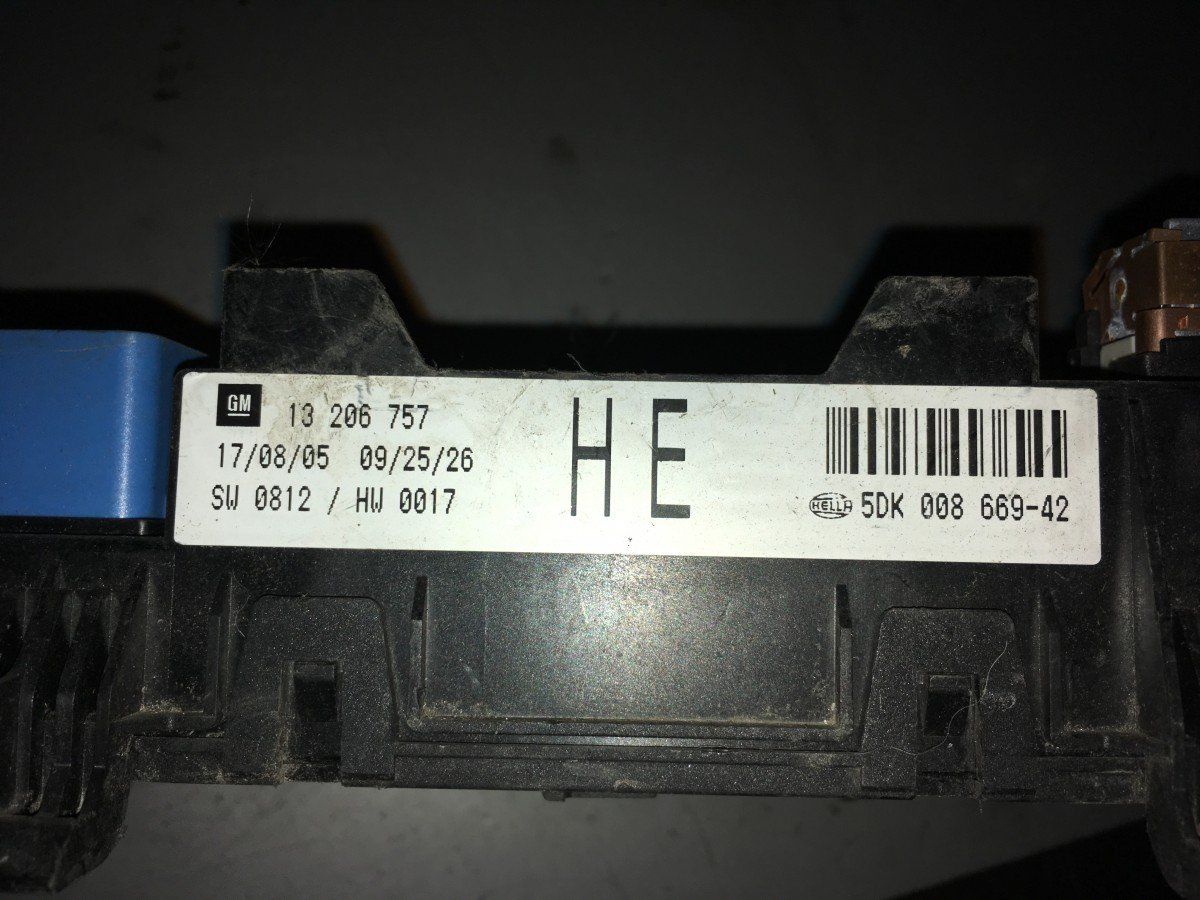 GM 13 206 757
17/08/05 09/25/26
SW 0812 / HW 0017
HE
HELLA 5DK 008 669-42